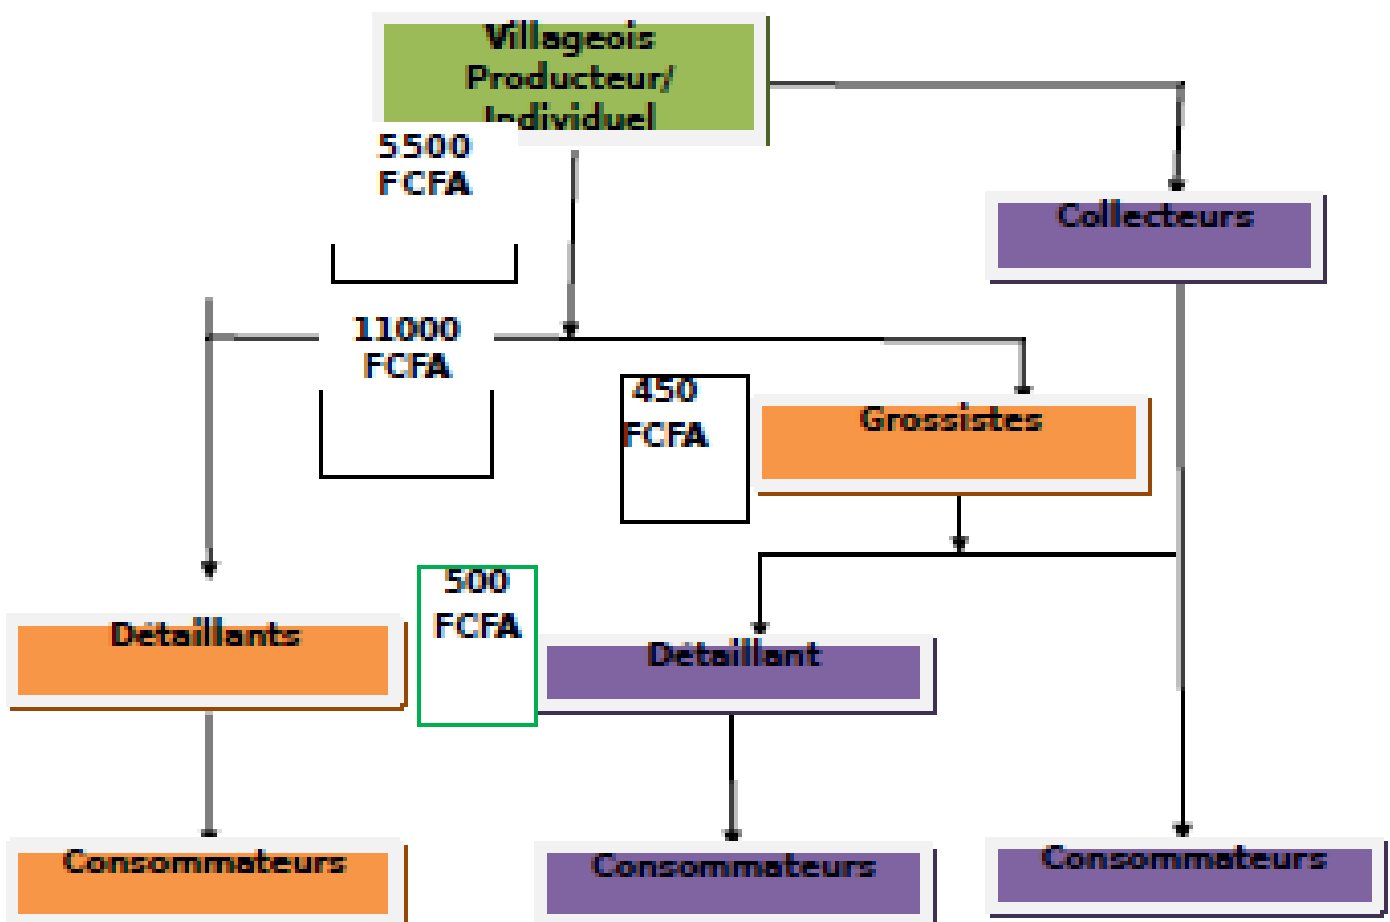 Villageois
Producteur/
Individuel
5500
FCFA
Collecteurs
11000
FCFA
450
FCFA
Grossistes
500
FCFA
Détaillants
Détaillant
Consommateurs
Consommateurs
Consommateurs